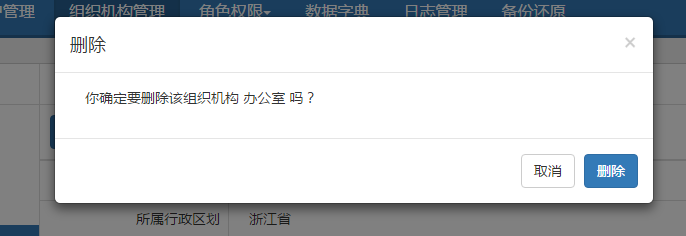 户管理 组织机构管理 角色权限 数据字典 日志管理 备份还原
删除 ×
你确定要删除该组织机构 办公室 吗？
取消 删除
所属行政区划 浙江省